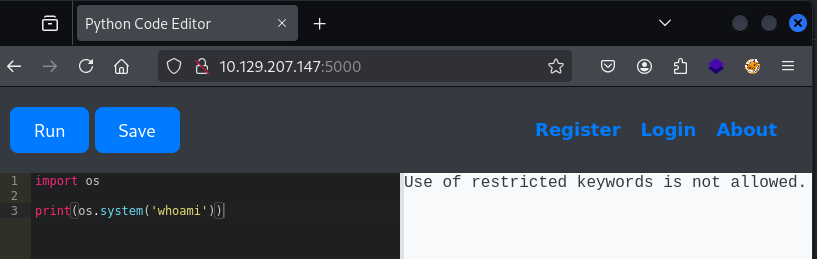 Python Code Editor
10.129.207.147:5000
Run Save Register Login About
1 import os
2
3 print(os.system('whoami'))
Use of restricted keywords is not allowed.